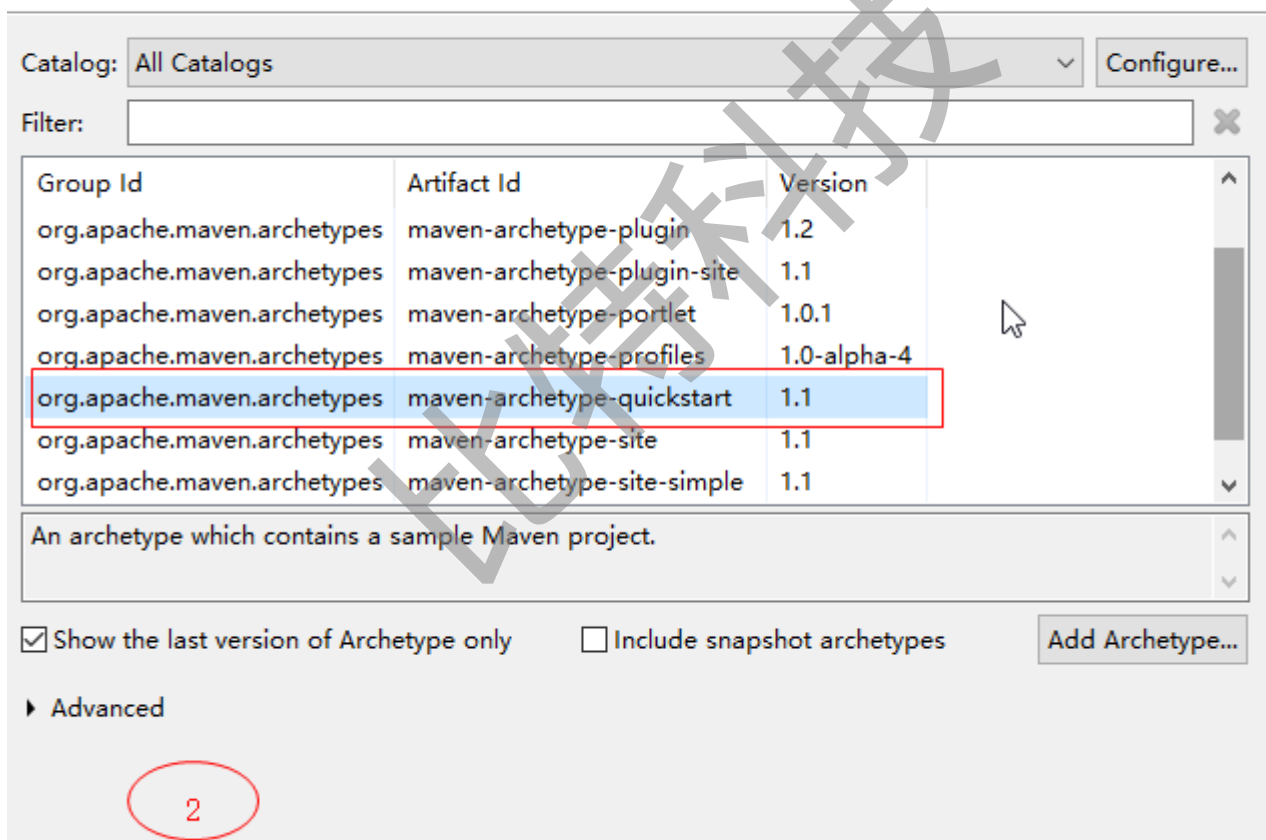 Catalog: All Catalogs Configure...
Filter:
Group Id Artifact Id Version
org.apache.maven.archetypes maven-archetype-plugin 1.2
org.apache.maven.archetypes maven-archetype-plugin-site 1.1
org.apache.maven.archetypes maven-archetype-portlet 1.0.1
org.apache.maven.archetypes maven-archetype-profiles 1.0-alpha-4
org.apache.maven.archetypes maven-archetype-quickstart 1.1
org.apache.maven.archetypes maven-archetype-site 1.1
org.apache.maven.archetypes maven-archetype-site-simple 1.1
An archetype which contains a sample Maven project.
Show the last version of Archetype only Include snapshot archetypes Add Archetype...
Advanced
2
比特科技